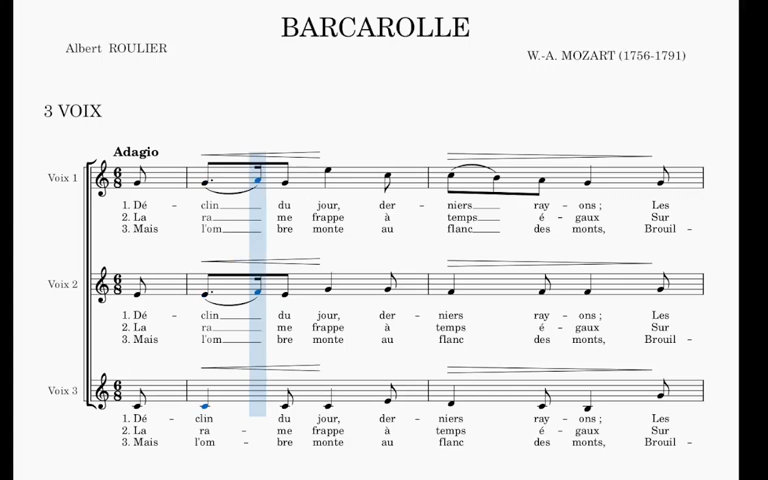 BARCAROLLE
Albert ROULIER
W.-A. MOZART (1756-1791)
3 VOIX
Adagio
Voix 1
1. Dé - clin du jour, der - niers ray - ons ; Les
2. La ra me frappe à temps é - gaux Sur
3. Mais l'om bre monte au flanc des monts, Brouil -
Voix 2
1. Dé - clin du jour, der - niers ray - ons ; Les
2. La ra me frappe à temps é - gaux Sur
3. Mais l'om bre monte au flanc des monts, Brouil -
Voix 3
1. Dé - clin du jour, der - niers ray - ons ; Les
2. La ra - me frappe à temps é - gaux Sur
3. Mais l'om - bre monte au flanc des monts, Brouil -